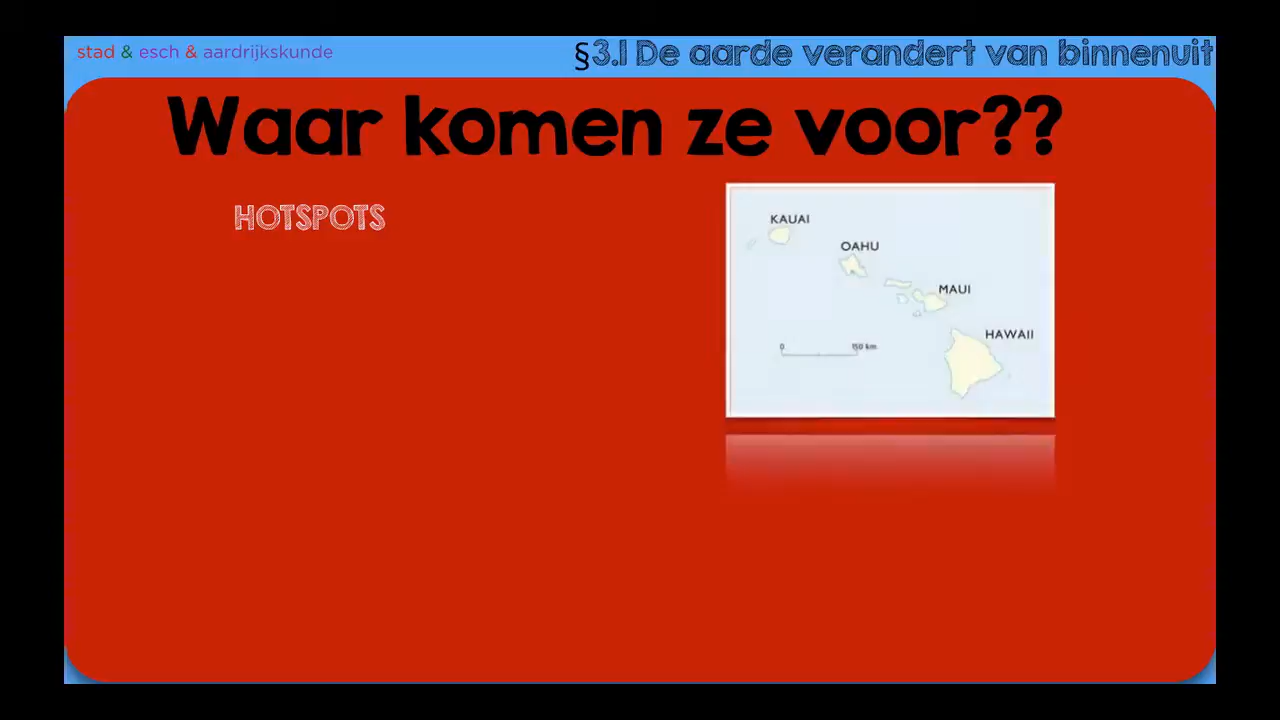 stad & esch & aardrijkskunde
§3.1 De aarde verandert van binnenuit
Waar komen ze voor??
HOTSPOTS
KAUAI
OAHU
MAUI
HAWAII
0 150 km